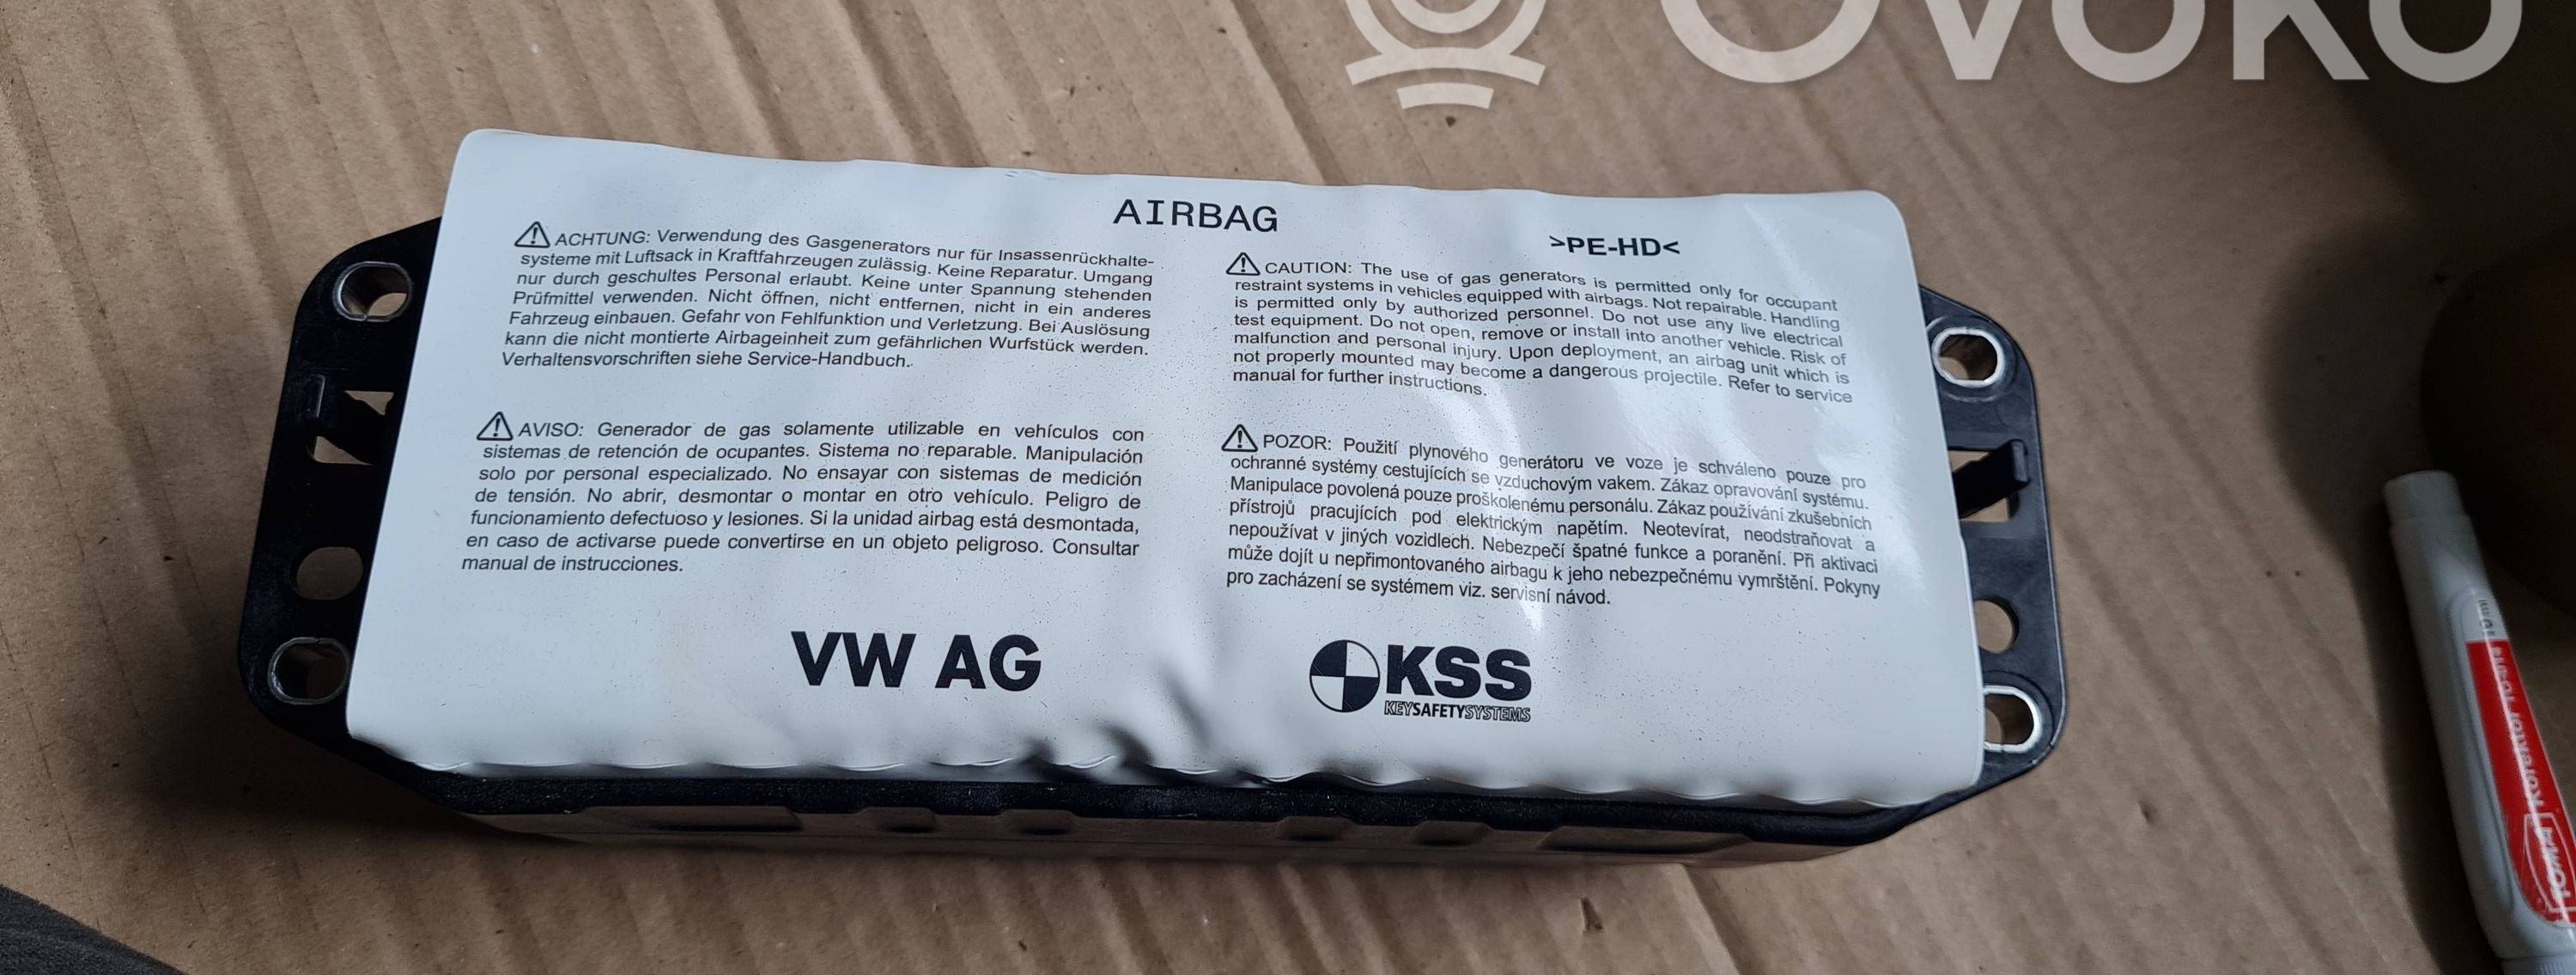 OVOKO
AIRBAG
>PE-HD<
ACHTUNG: Verwendung des Gasgenerators nur für Insassenrückhalte-
systeme mit Luftsack in Kraftfahrzeugen zulässig. Keine Reparatur. Umgang
nur durch geschultes Personal erlaubt. Keine unter Spannung stehenden
Prüfmittel verwenden. Nicht öffnen, nicht entfernen, nicht in ein anderes
Fahrzeug einbauen. Gefahr von Fehlfunktion und Verletzung. Bei Auslösung
kann die nicht montierte Airbageinheit zum gefährlichen Wurfstück werden.
Verhaltensvorschriften siehe Service-Handbuch.
CAUTION: The use of gas generators is permitted only for occupant
restraint systems in vehicles equipped with airbags. Not repairable. Handling
is permitted only by authorized personnel. Do not use any live electrical
test equipment. Do not open, remove or install into another vehicle. Risk of
malfunction and personal injury. Upon deployment, an airbag unit which is
not properly mounted may become a dangerous projectile. Refer to service
manual for further instructions.
AVISO: Generador de gas solamente utilizable en vehículos con
sistemas de retención de ocupantes. Sistema no reparable. Manipulación
solo por personal especializado. No ensayar con sistemas de medición
de tensión. No abrir, desmontar o montar en otro vehículo. Peligro de
funcionamiento defectuoso y lesiones. Si la unidad airbag está desmontada,
en caso de activarse puede convertirse en un objeto peligroso. Consultar
manual de instrucciones.
POZOR: Použití plynového generátoru ve voze je schváleno pouze pro
ochranné systémy cestujících se vzduchovým vakem. Zákaz opravování systému.
Manipulace povolená pouze proškolenému personálu. Zákaz používání zkušebních
přístrojů pracujících pod elektrickým napětím. Neotevírat, neodstraňovat a
nepoužívat v jiných vozidlech. Nebezpečí špatné funkce a poranění. Při aktivaci
může dojít u nepřimontovaného airbagu k jeho nebezpečnému vymrštění. Pokyny
pro zacházení se systémem viz. servisní návod.
VW AG
KSS
KEYSAFETYSYSTEMS
TOMA